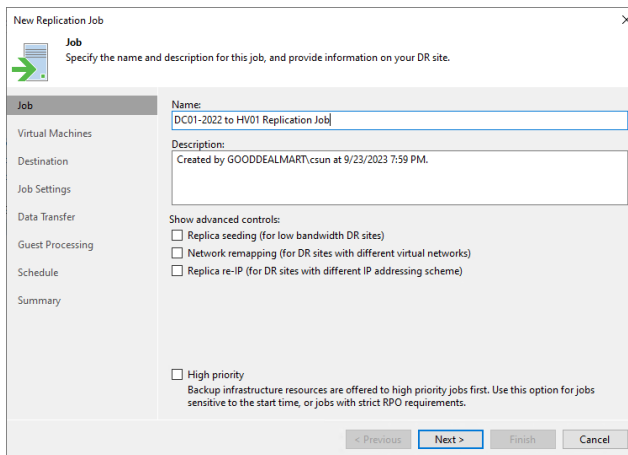 New Replication Job
Job
Specify the name and description for this job, and provide information on your DR site.
Job
Virtual Machines
Destination
Job Settings
Data Transfer
Guest Processing
Schedule
Summary
Name:
DC01-2022 to HV01 Replication Job
Description:
Created by GOODDEALMART\csun at 9/23/2023 7:59 PM.
Show advanced controls:
Replica seeding (for low bandwidth DR sites)
Network remapping (for DR sites with different virtual networks)
Replica re-IP (for DR sites with different IP addressing scheme)
High priority
Backup infrastructure resources are offered to high priority jobs first. Use this option for jobs
sensitive to the start time, or jobs with strict RPO requirements.
< Previous
Next >
Finish
Cancel